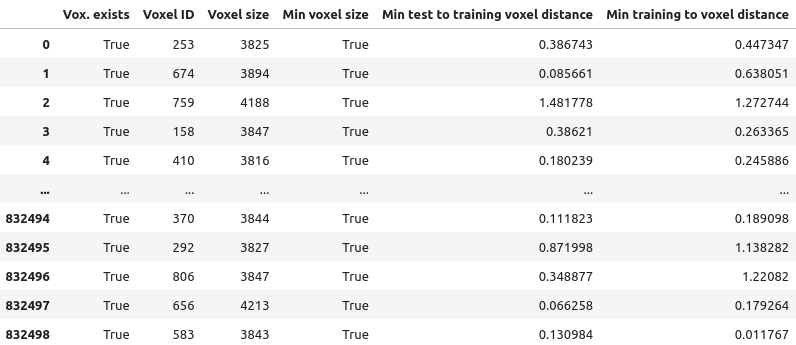 Vox. exists Voxel ID Voxel size Min voxel size Min test to training voxel distance Min training to voxel distance
0 True 253 3825 True 0.386743 0.447347
1 True 674 3894 True 0.085661 0.638051
2 True 759 4188 True 1.481778 1.272744
3 True 158 3847 True 0.38621 0.263365
4 True 410 3816 True 0.180239 0.245886
... ... ... ... ... ... ...
832494 True 370 3844 True 0.111823 0.189098
832495 True 292 3827 True 0.871998 1.138282
832496 True 806 3847 True 0.348877 1.22082
832497 True 656 4213 True 0.066258 0.179264
832498 True 583 3843 True 0.130984 0.011767